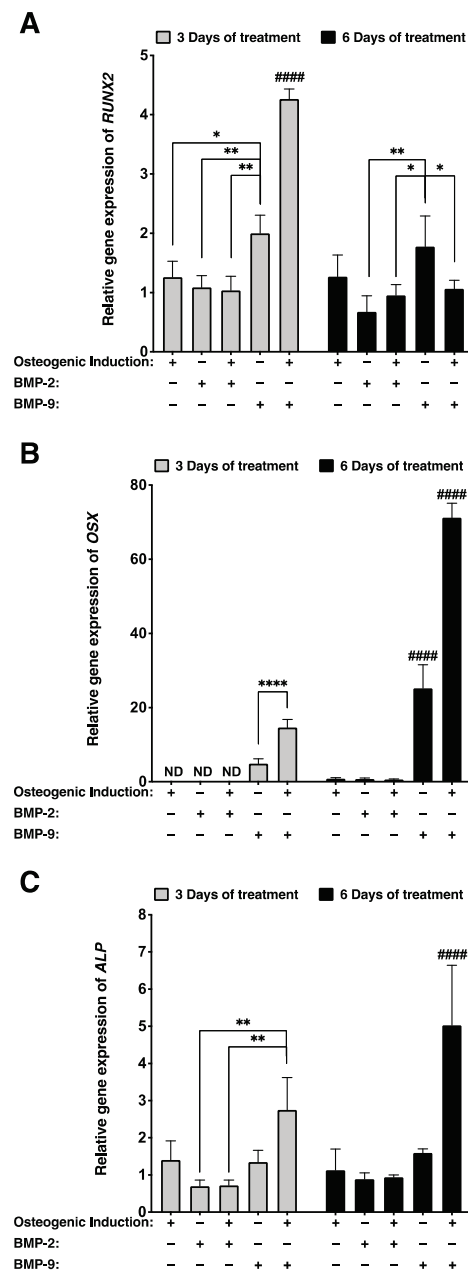 A
3 Days of treatment 6 Days of treatment
Relative gene expression of RUNX2
5
4
3
2
1
0
####
*
**
**
**
*
*
Osteogenic Induction: + – + – + + – + – +
BMP-2: – + + – – – + + – –
BMP-9: – – – + + – – – + +
B
3 Days of treatment 6 Days of treatment
Relative gene expression of OSX
80
60
40
20
0
####
####
****
ND ND ND
Osteogenic Induction: + – + – + + – + – +
BMP-2: – + + – – – + + – –
BMP-9: – – – + + – – – + +
C
3 Days of treatment 6 Days of treatment
Relative gene expression of ALP
8
7
6
5
4
3
2
1
0
####
**
**
Osteogenic Induction: + – + – + + – + – +
BMP-2: – + + – – – + + – –
BMP-9: – – – + + – – – + +